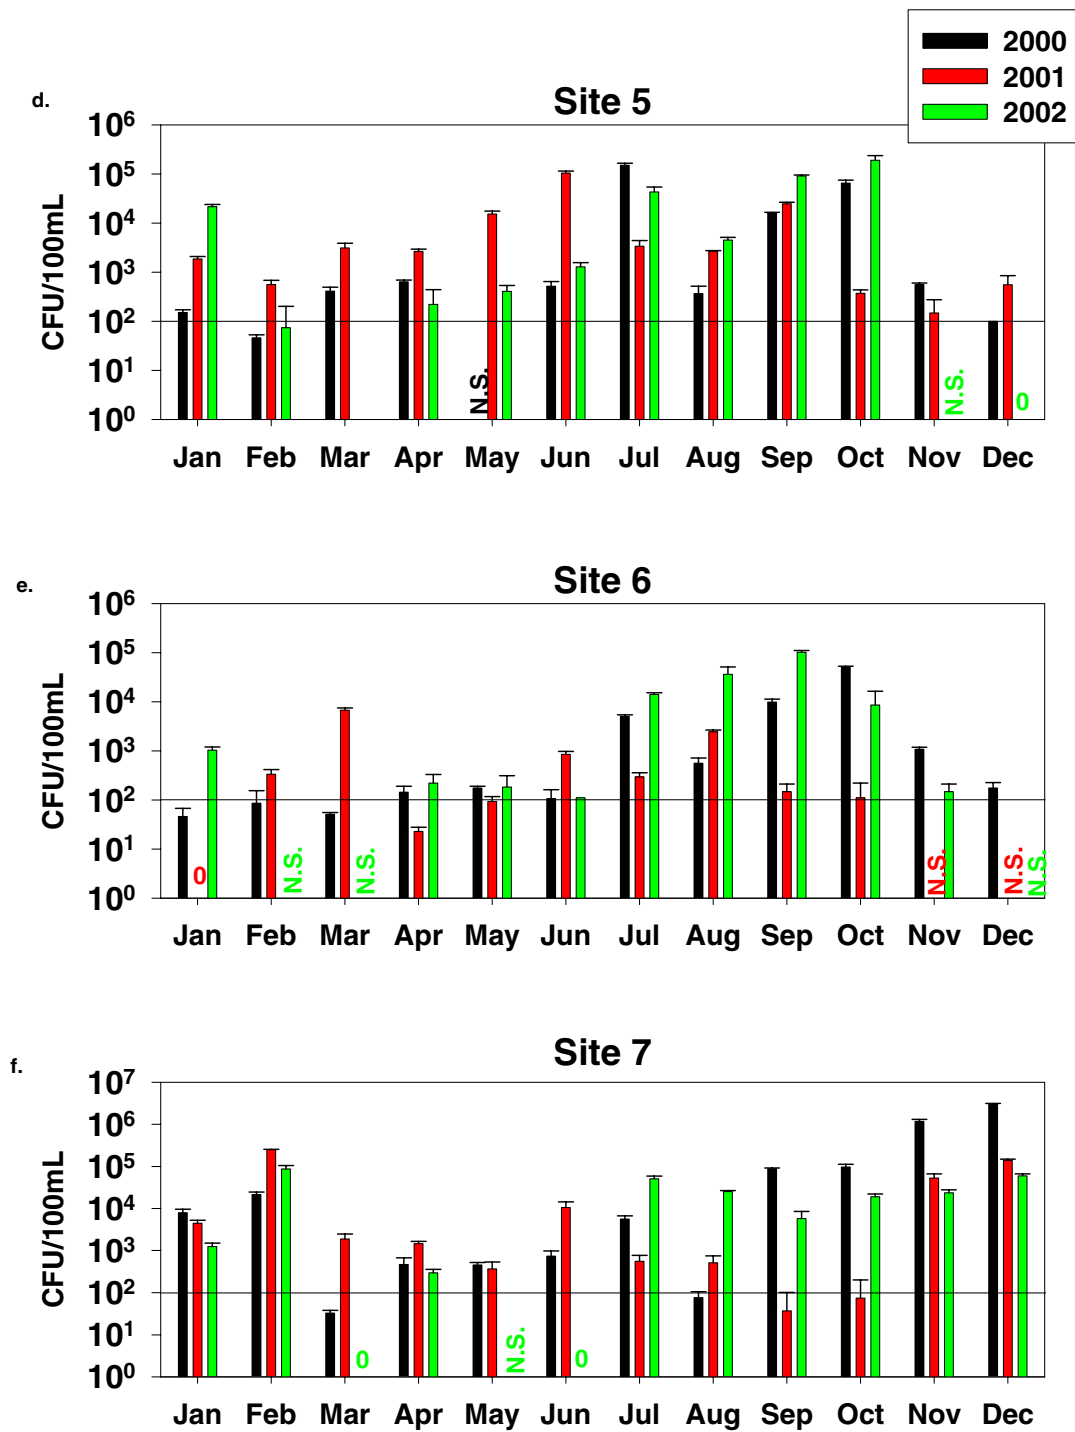 2000
2001
2002
d.
Site 5
CFU/100mL
10⁶
10⁵
10⁴
10³
10²
10¹
10⁰
N.S.
N.S.
0
Jan Feb Mar Apr May Jun Jul Aug Sep Oct Nov Dec
e.
Site 6
CFU/100mL
10⁶
10⁵
10⁴
10³
10²
10¹
10⁰
0
N.S.
N.S.
N.S.
N.S.
N.S.
Jan Feb Mar Apr May Jun Jul Aug Sep Oct Nov Dec
f.
Site 7
CFU/100mL
10⁷
10⁶
10⁵
10⁴
10³
10²
10¹
10⁰
0
N.S.
0
Jan Feb Mar Apr May Jun Jul Aug Sep Oct Nov Dec